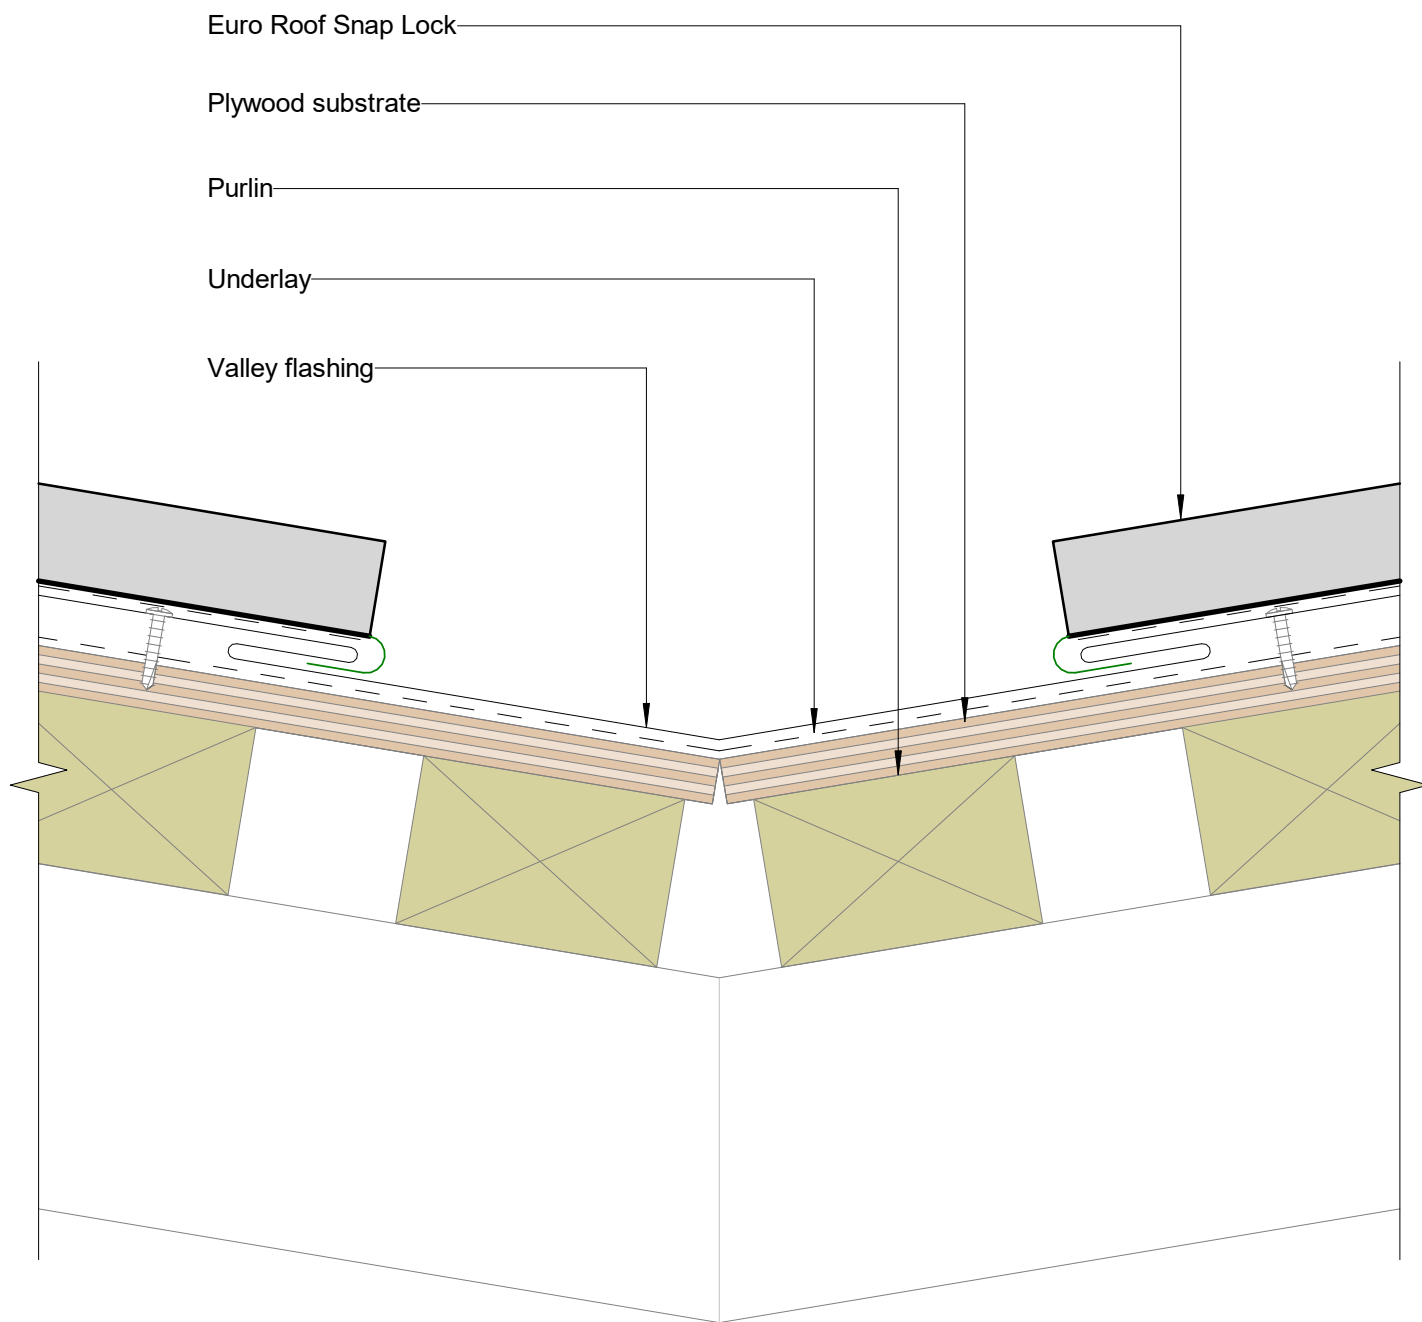 Euro Roof Snap Lock
Plywood substrate
Purlin
Underlay
Valley flashing